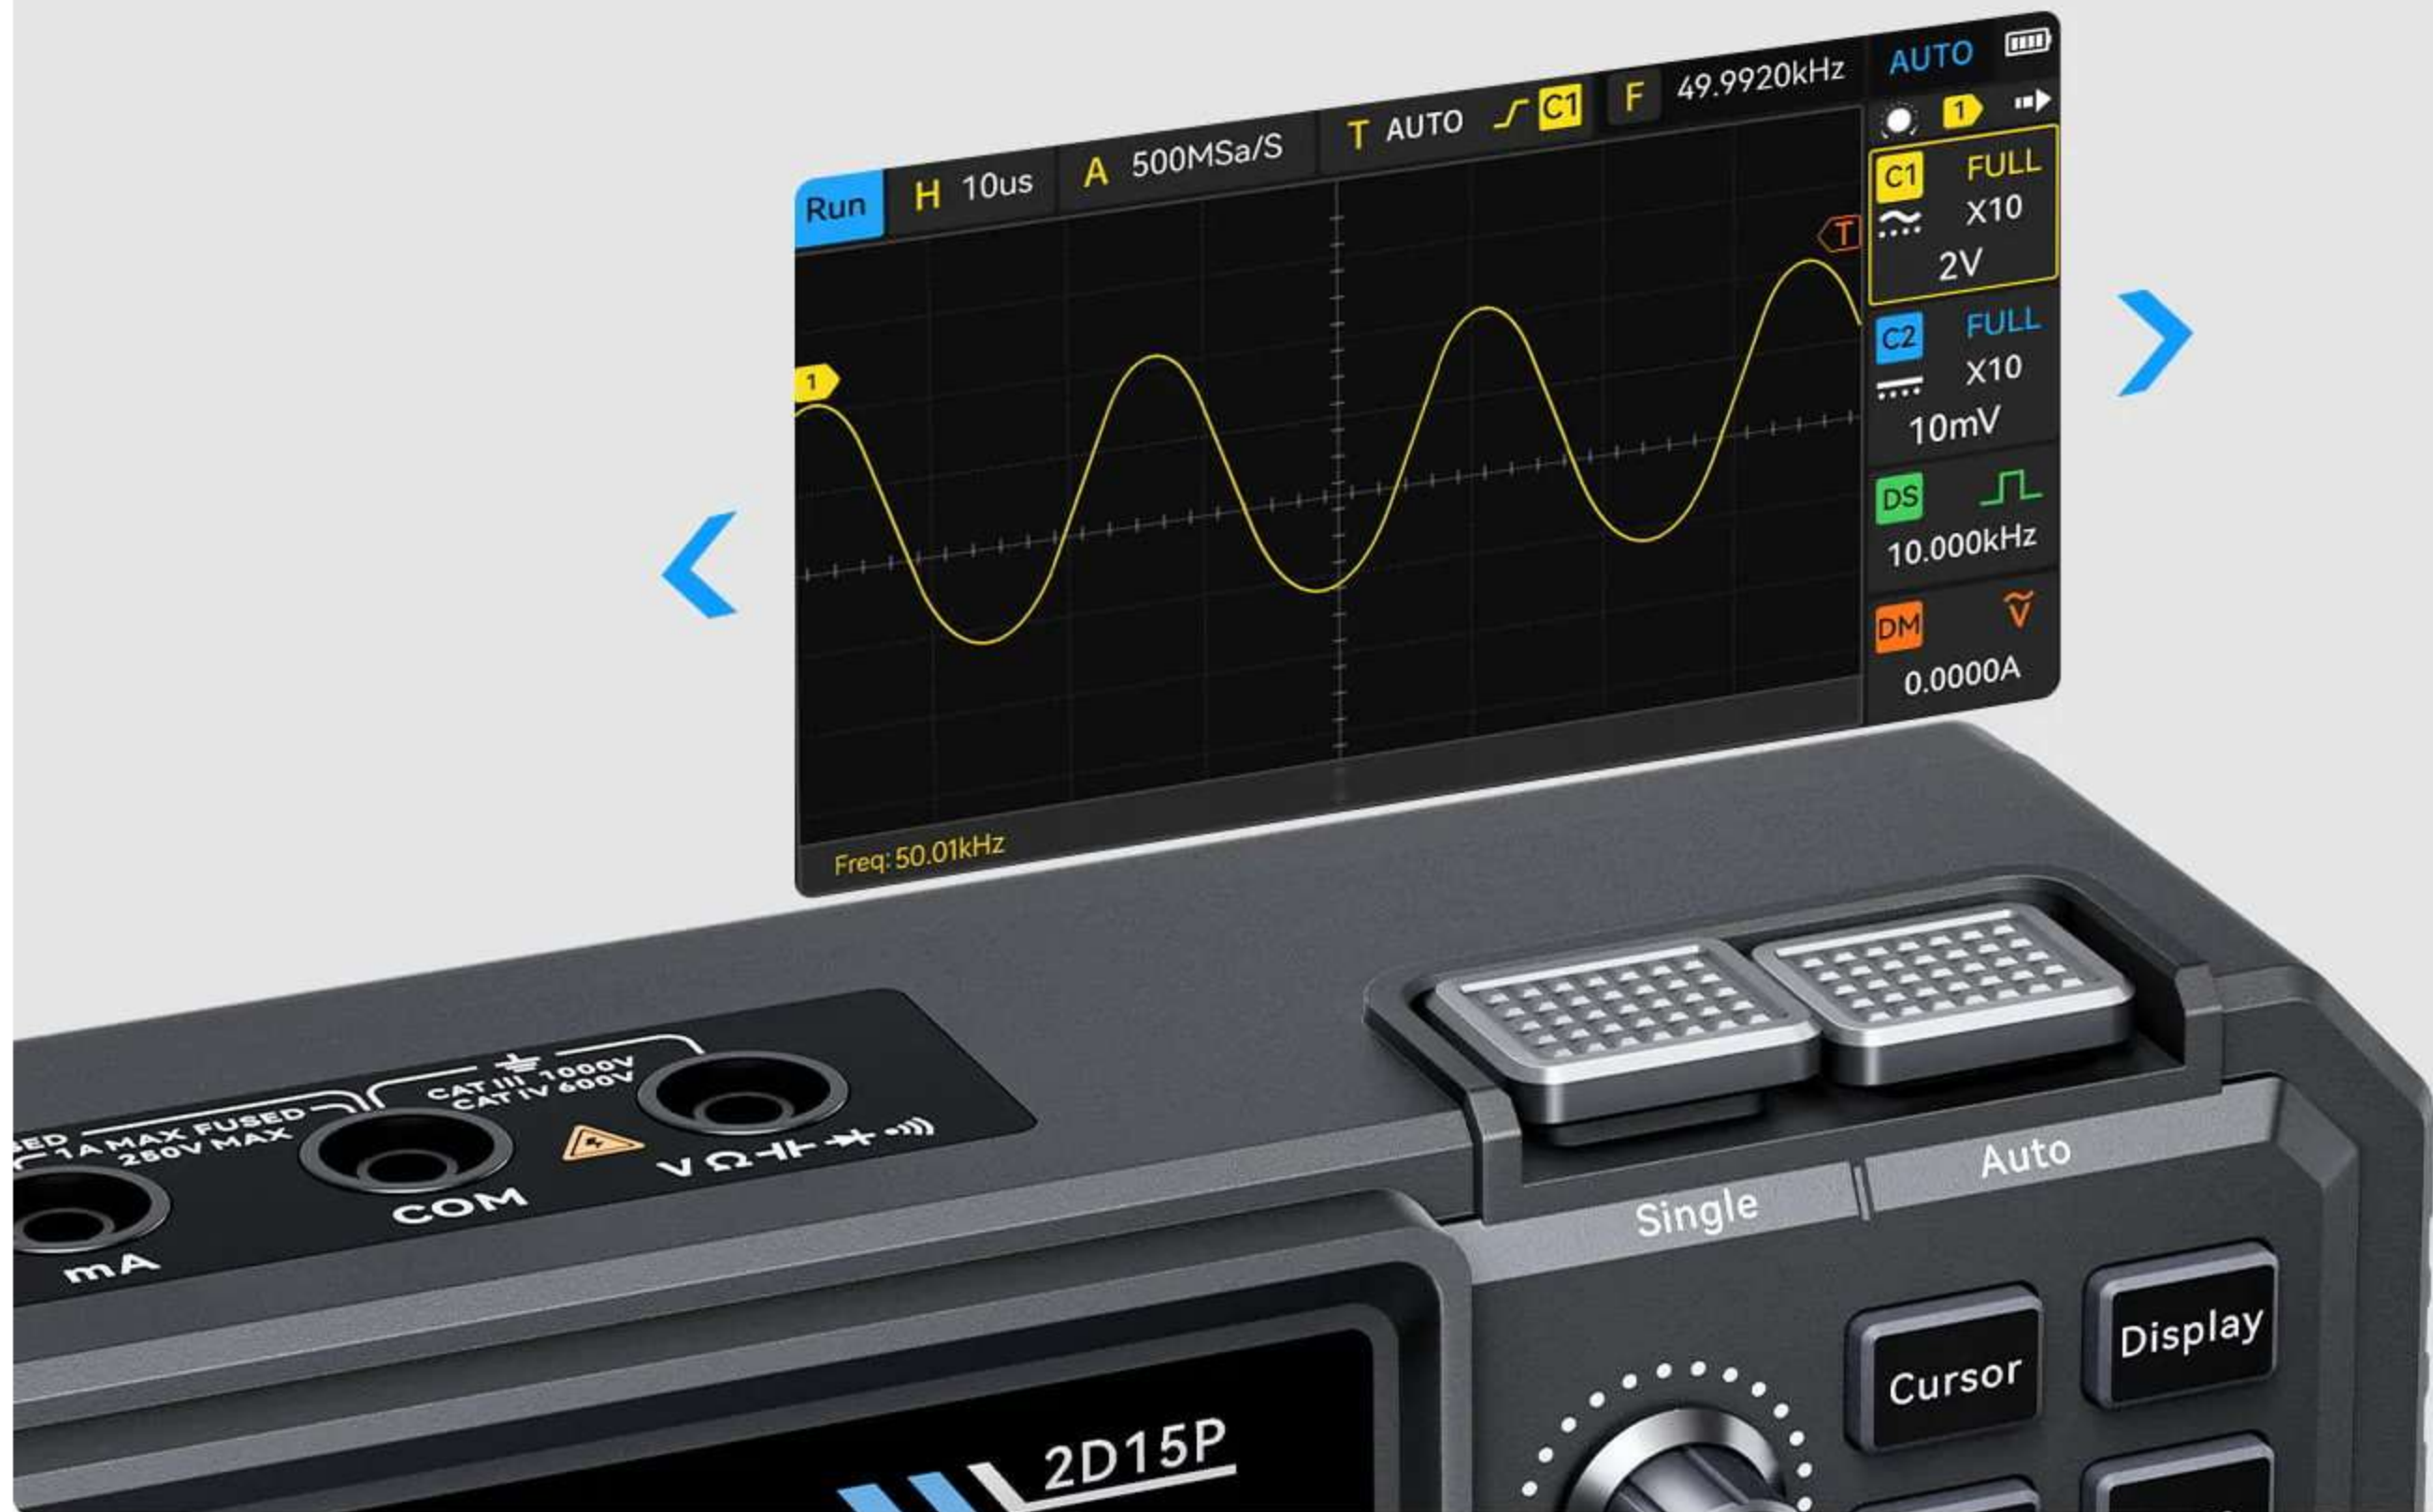 Run H 10us A 500MSa/S T AUTO C1 F 49.9920kHz AUTO
1
C1 FULL
X10
2V
T
1
C2 FULL
X10
10mV
DS
10.000kHz
DM V
0.0000A
Freq: 50.01kHz
CAT III 1000V
CAT IV 600V
1A MAX FUSED
250V MAX
V Ω
COM
mA
Single Auto
Cursor Display
2D15P